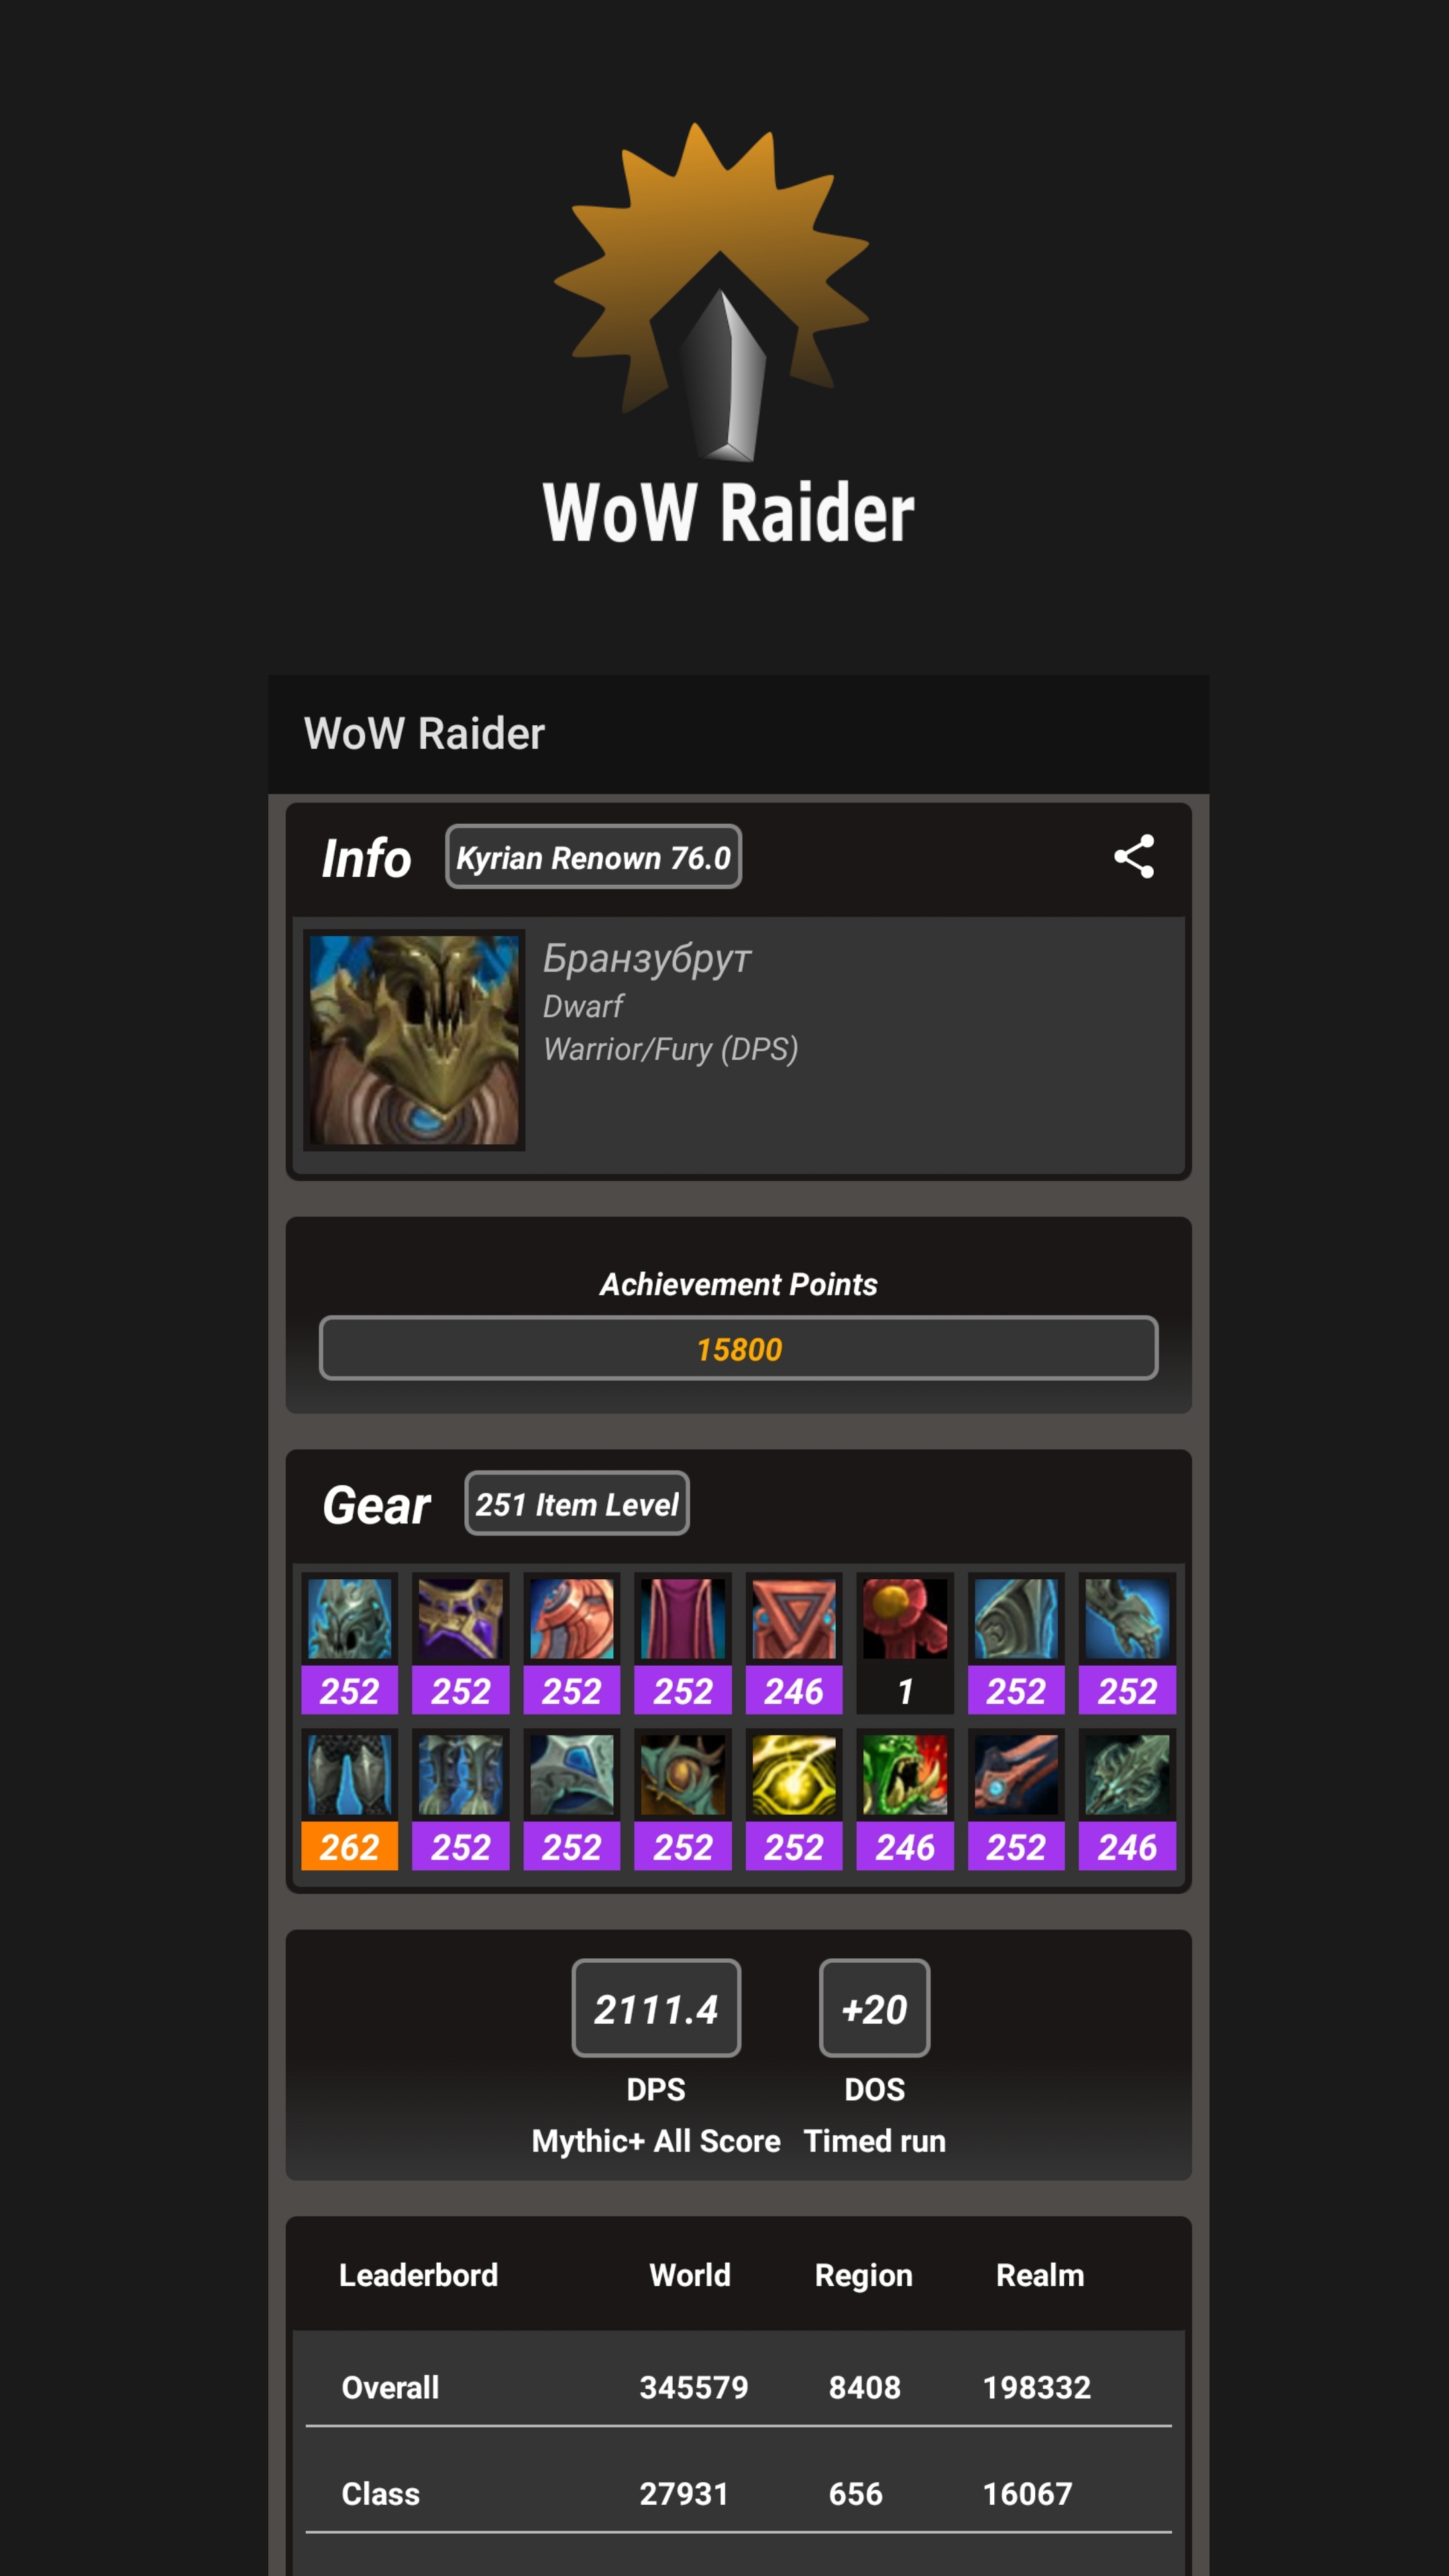 WoW Raider
WoW Raider
Info Kyrian Renown 76.0
Бранзубрут
Dwarf
Warrior/Fury (DPS)
Achievement Points
15800
Gear 251 Item Level
252 252 252 252 246 1 252 252
262 252 252 252 252 246 252 246
2111.4 +20
DPS DOS
Mythic+ All Score Timed run
Leaderbord World Region Realm
Overall 345579 8408 198332
Class 27931 656 16067